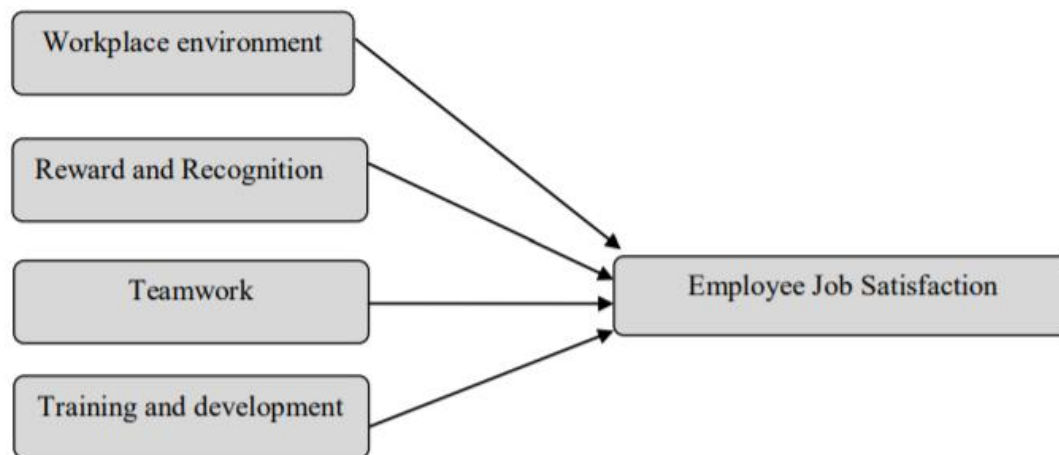 Workplace environment
Reward and Recognition
Teamwork
Employee Job Satisfaction
Training and development